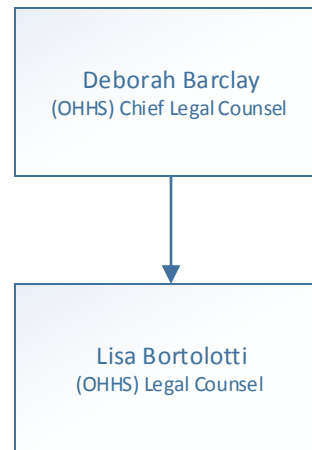 Deborah Barclay
(OHHS) Chief Legal Counsel
Lisa Bortolotti
(OHHS) Legal Counsel